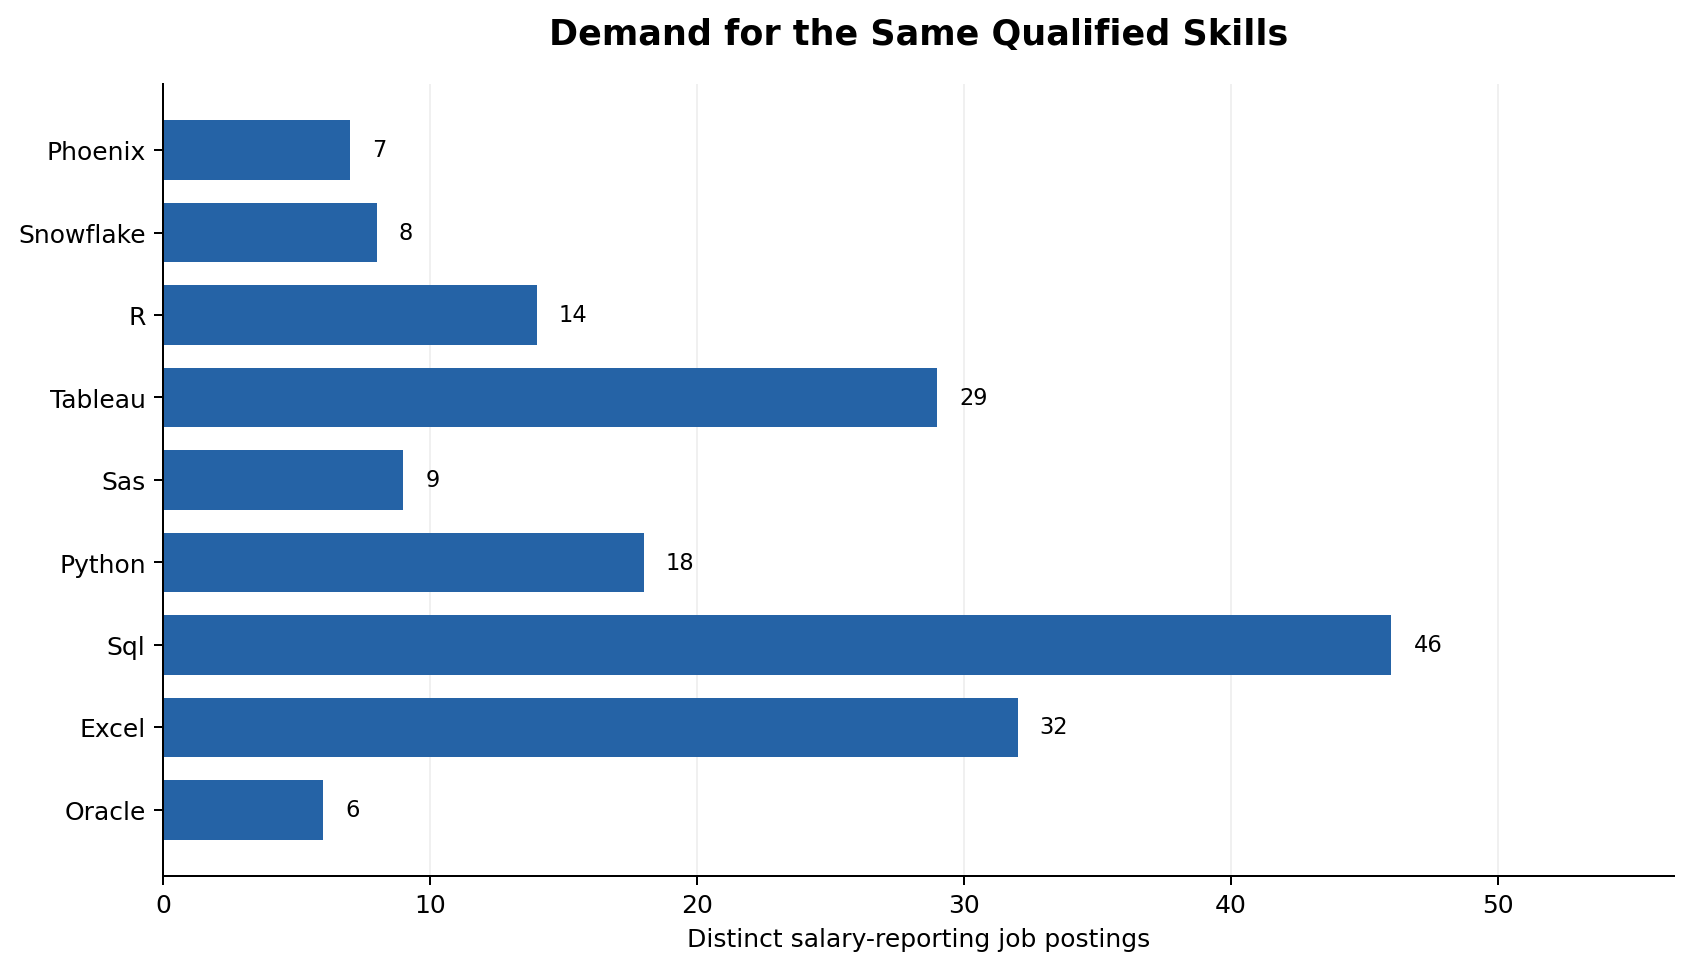 Demand for the Same Qualified Skills
Phoenix 7
Snowflake 8
R 14
Tableau 29
Sas 9
Python 18
Sql 46
Excel 32
Oracle 6
0 10 20 30 40 50
Distinct salary-reporting job postings